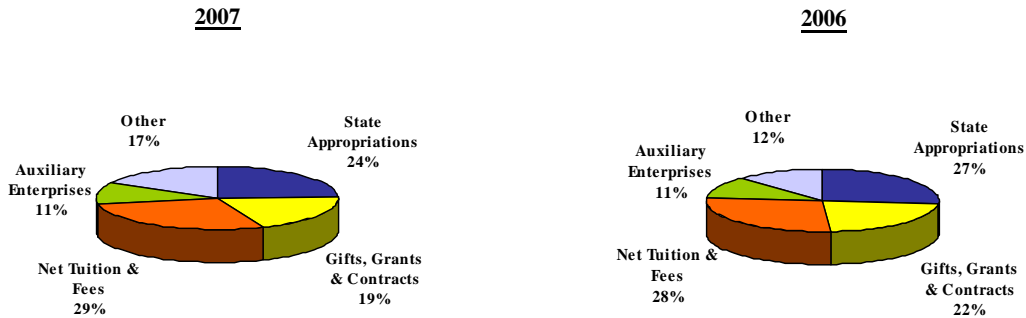 2007
Other
17%
State
Appropriations
24%
Auxiliary
Enterprises
11%
Net Tuition &
Fees
29%
Gifts, Grants
& Contracts
19%
2006
Other
12%
State
Appropriations
27%
Auxiliary
Enterprises
11%
Net Tuition &
Fees
28%
Gifts, Grants
& Contracts
22%